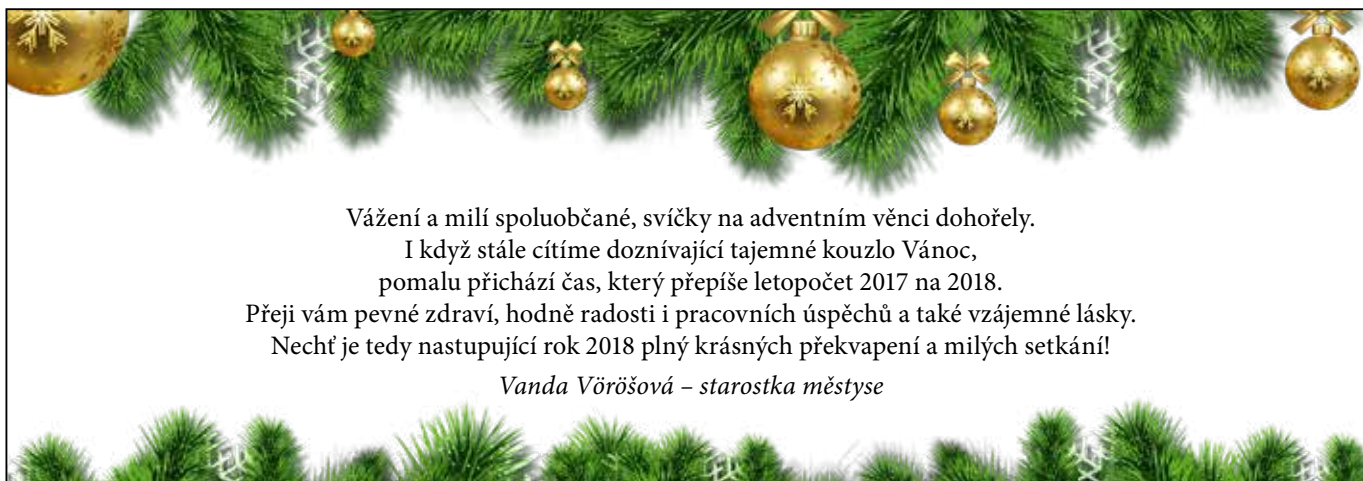 Vážení a milí spoluobčané, svíčky na adventním věnci dohořely.
I když stále cítíme doznívající tajemné kouzlo Vánoc,
pomalu přichází čas, který přepíše letopočet 2017 na 2018.
Přeji vám pevné zdraví, hodně radosti i pracovních úspěchů a také vzájemné lásky.
Nechť je tedy nastupující rok 2018 plný krásných překvapení a milých setkání!
Vanda Vöröšová – starostka městyse